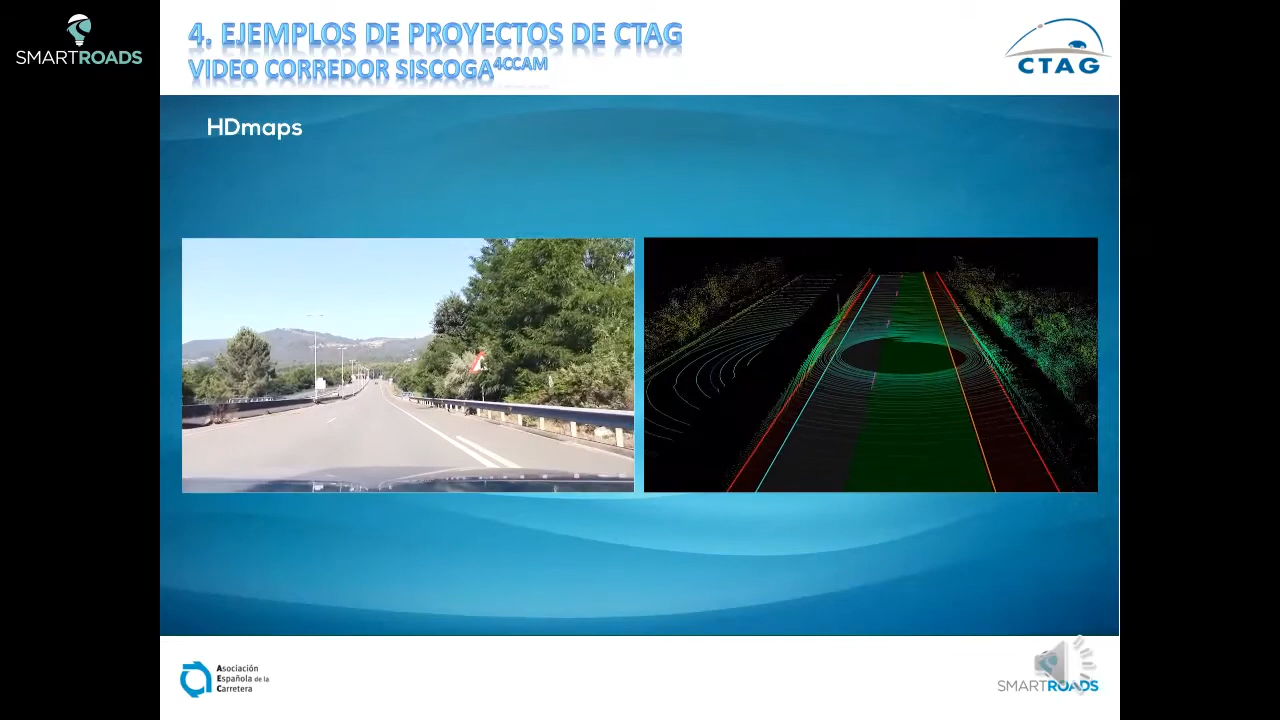 SMARTROADS
4. EJEMPLOS DE PROYECTOS DE CTAG
VIDEO CORREDOR SISCOGA4CCAM
CTAG
HDmaps
Asociación
Española de la
Carretera
SMARTROADS